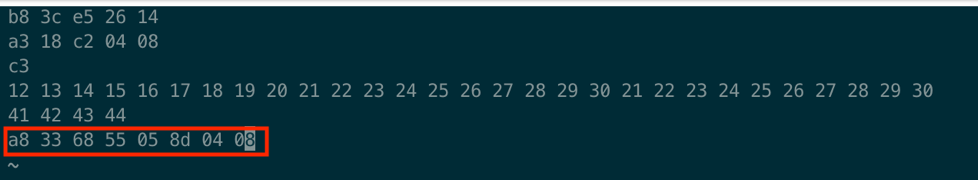 b8 3c e5 26 14
a3 18 c2 04 08
c3
12 13 14 15 16 17 18 19 20 21 22 23 24 25 26 27 28 29 30 21 22 23 24 25 26 27 28 29 30
41 42 43 44
a8 33 68 55 05 8d 04 08
~